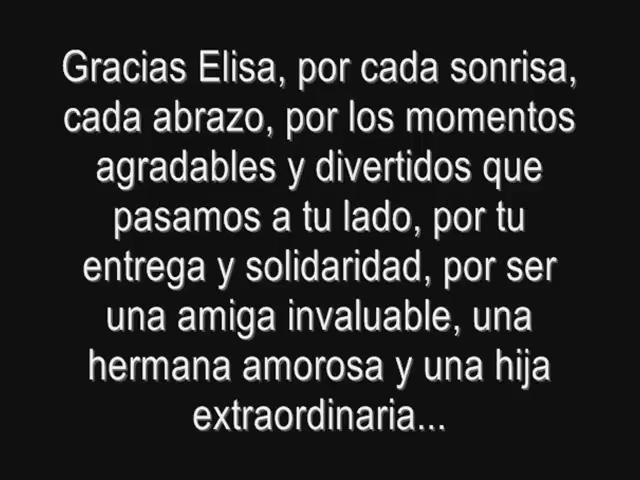 Gracias Elisa, por cada sonrisa,
cada abrazo, por los momentos
agradables y divertidos que
pasamos a tu lado, por tu
entrega y solidaridad, por ser
una amiga invaluable, una
hermana amorosa y una hija
extraordinaria...